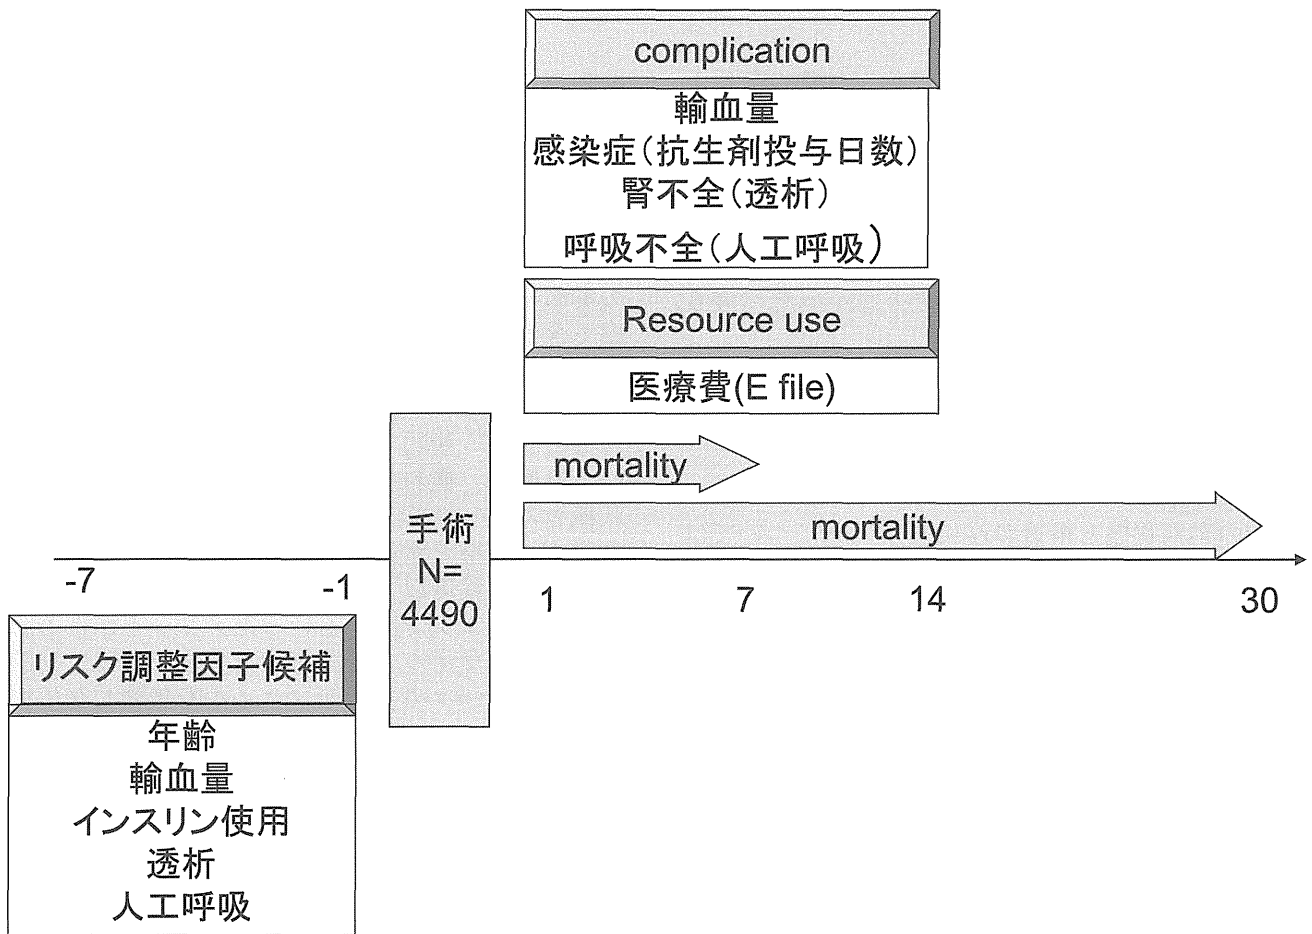 complication
輸血量
感染症(抗生剤投与日数)
腎不全(透析)
呼吸不全(人工呼吸)
Resource use
医療費(E file)
mortality
mortality
手術
N=
4490
-7
-1
1
7
14
30
リスク調整因子候補
年齢
輸血量
インスリン使用
透析
人工呼吸